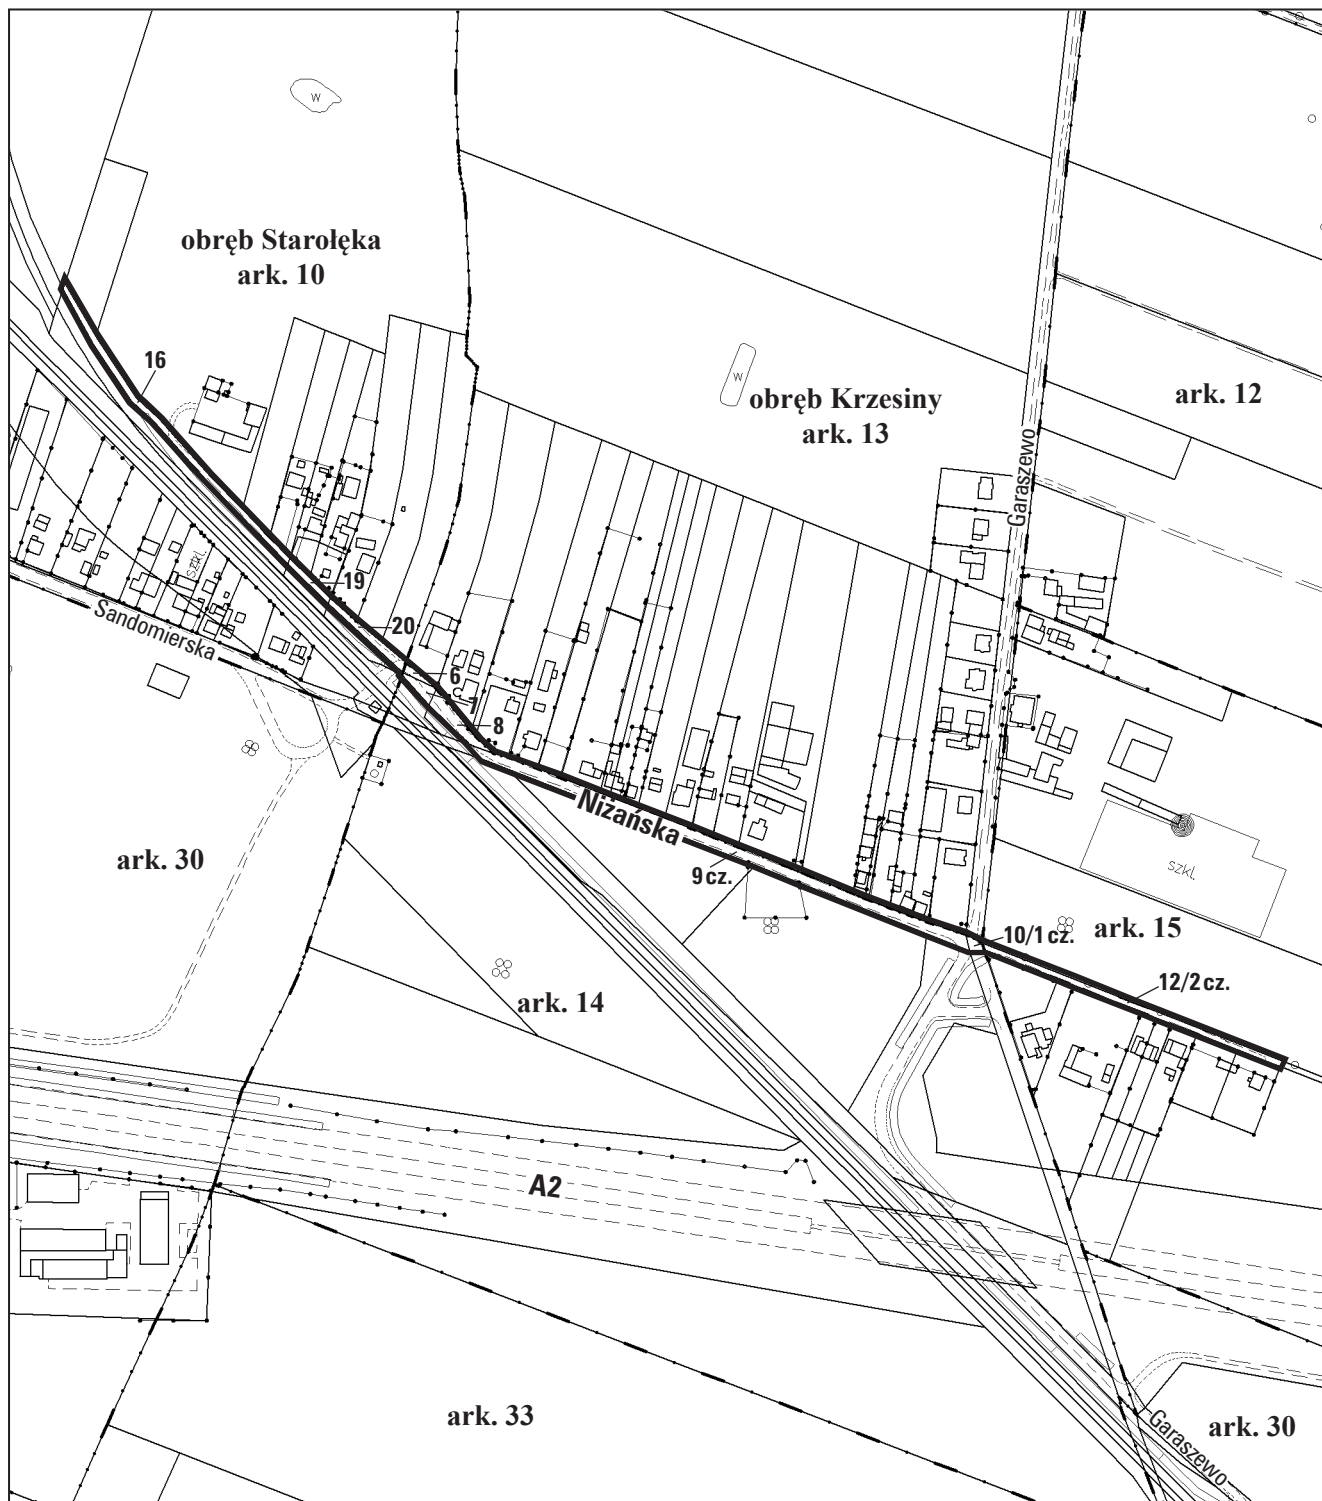 W
obręb Starołęka
ark. 10
16
W
obręb Krzesiny
ark. 13
ark. 12
Garaszewo
szkl.
19
Sandomierska
20
6
7
8
Niżańska
9 cz.
ark. 30
szkl.
10/1 cz.
ark. 15
12/2 cz.
ark. 14
A2
ark. 33
Garaszewo
ark. 30